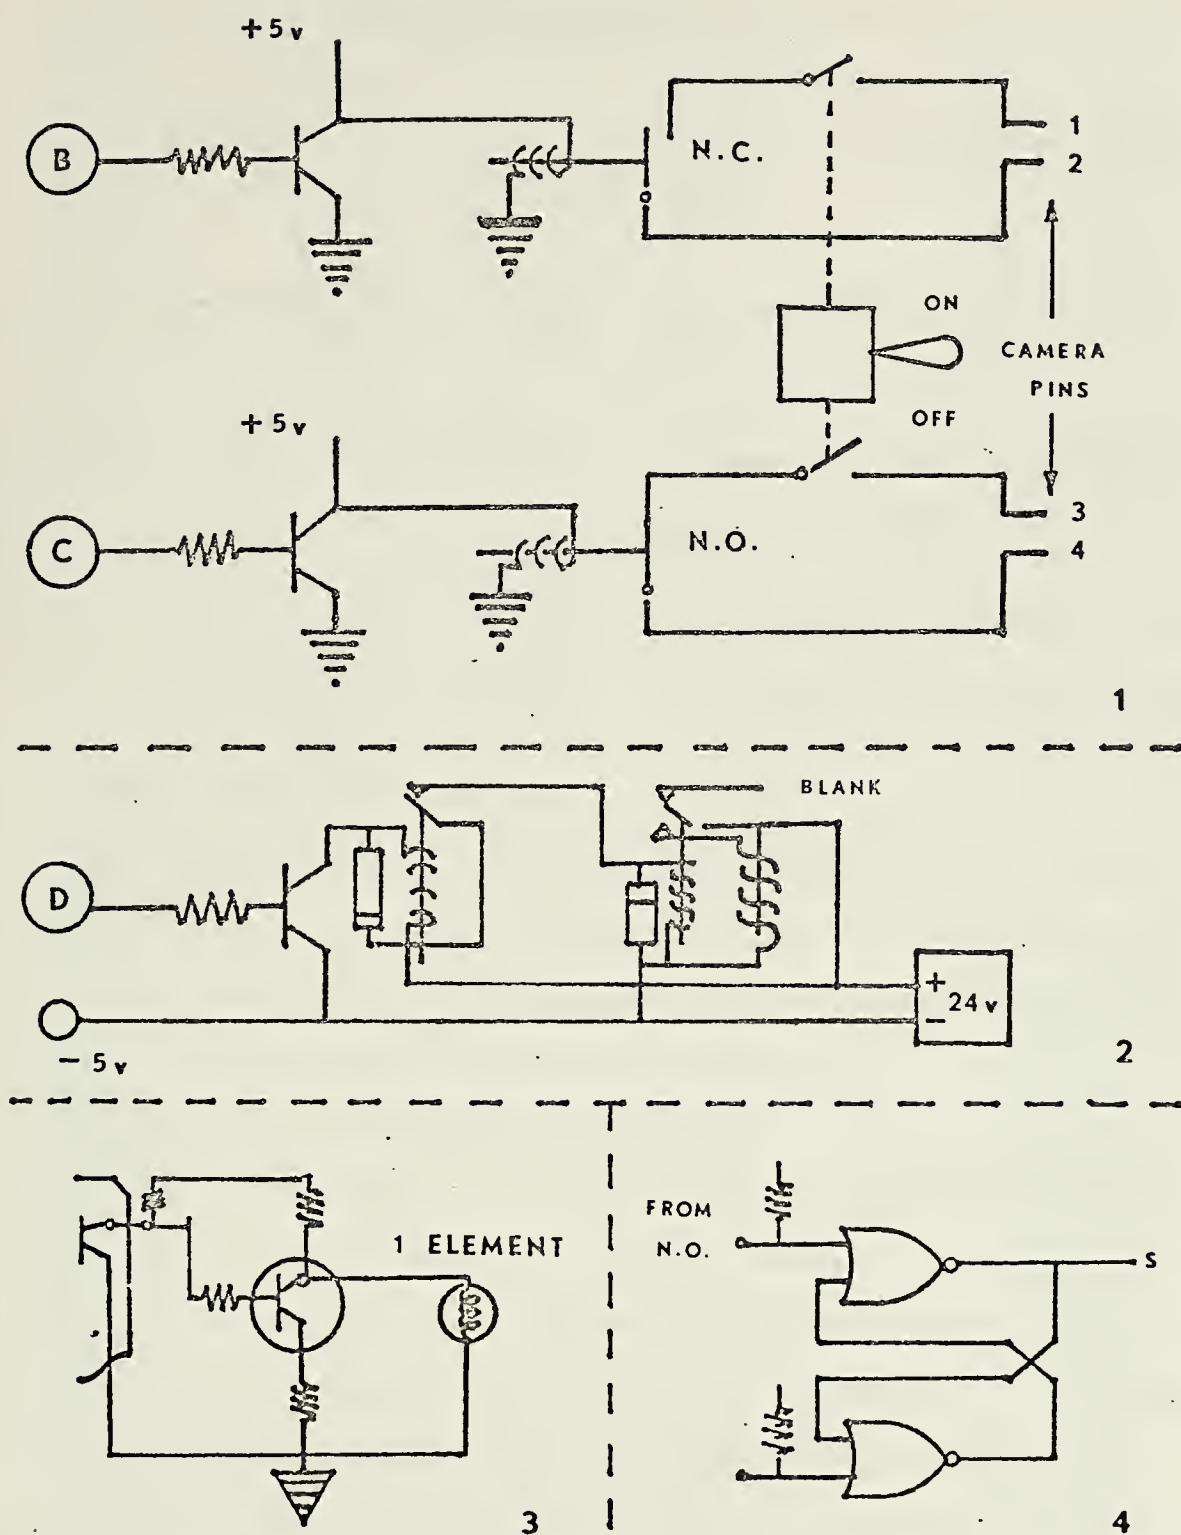 +5v
B
N.C.
1
2
ON
CAMERA
PINS
OFF
+5v
C
N.O.
3
4
1
BLANK
D
+
24v
−
− 5v
2
1 ELEMENT
3
FROM
N.O.
S
4